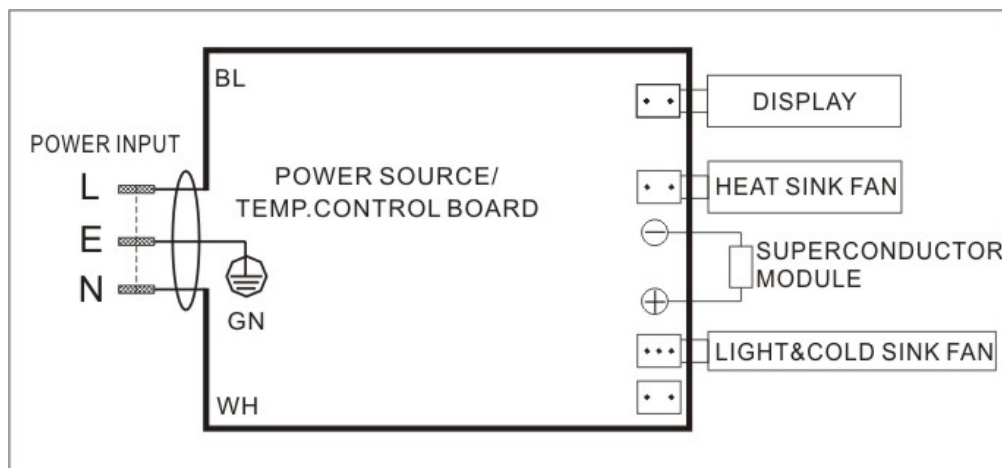 BL
DISPLAY
POWER INPUT
POWER SOURCE/
TEMP.CONTROL BOARD
L
E
N
GN
WH
HEAT SINK FAN
−
SUPERCONDUCTOR
MODULE
+
LIGHT&COLD SINK FAN